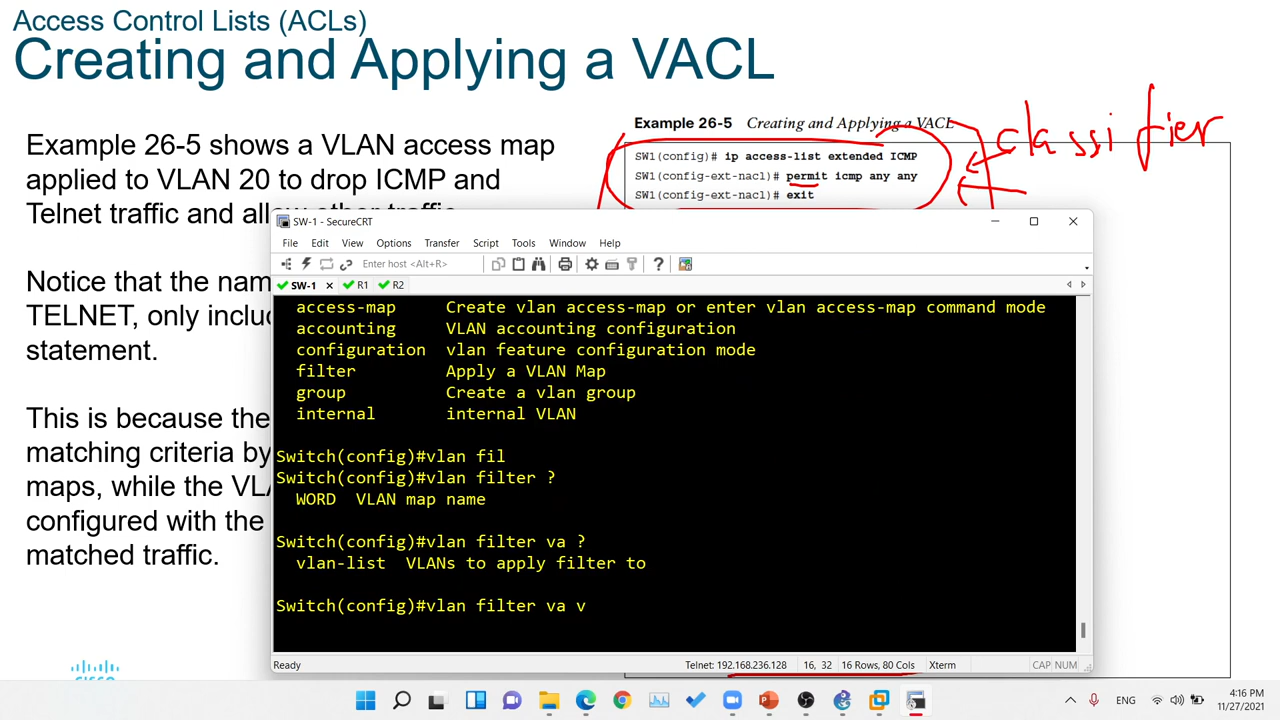 Access Control Lists (ACLs)
Creating and Applying a VACL
Example 26-5 shows a VLAN access map
applied to VLAN 20 to drop ICMP and
Telnet traffic and allow other traffic.
Notice that the nam
TELNET, only inclu
statement.
This is because the
matching criteria by
maps, while the VLA
configured with the
matched traffic.
Example 26-5 Creating and Applying a VACL
SW1(config)# ip access-list extended ICMP
SW1(config-ext-nacl)# permit icmp any any
SW1(config-ext-nacl)# exit
classifier
SW-1 - SecureCRT
File Edit View Options Transfer Script Tools Window Help
Enter host <Alt+R>
SW-1 R1 R2
access-map Create vlan access-map or enter vlan access-map command mode
accounting VLAN accounting configuration
configuration vlan feature configuration mode
filter Apply a VLAN Map
group Create a vlan group
internal internal VLAN
Switch(config)#vlan fil
Switch(config)#vlan filter ?
WORD VLAN map name
Switch(config)#vlan filter va ?
vlan-list VLANs to apply filter to
Switch(config)#vlan filter va v
Ready Telnet: 192.168.236.128 16, 32 16 Rows, 80 Cols Xterm CAP NUM
CISCO
ENG 4:16 PM
11/27/2021